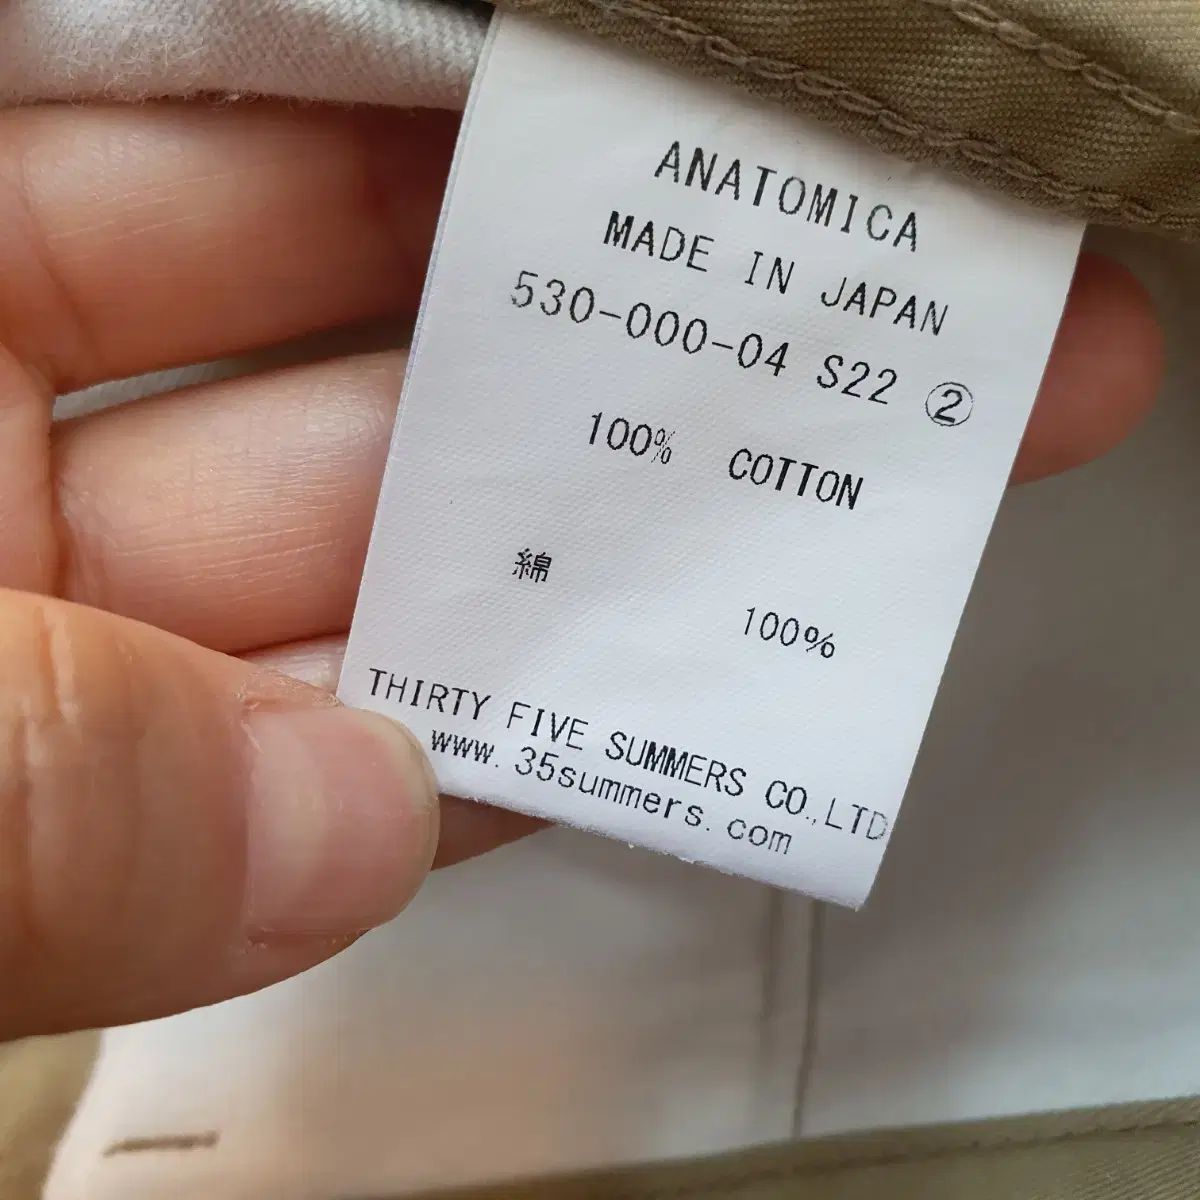 ANATOMICA
MADE IN JAPAN
530-000-04 S22 ②
100% COTTON
綿 100%
THIRTY FIVE SUMMERS CO.,LTD
www.35summers.com